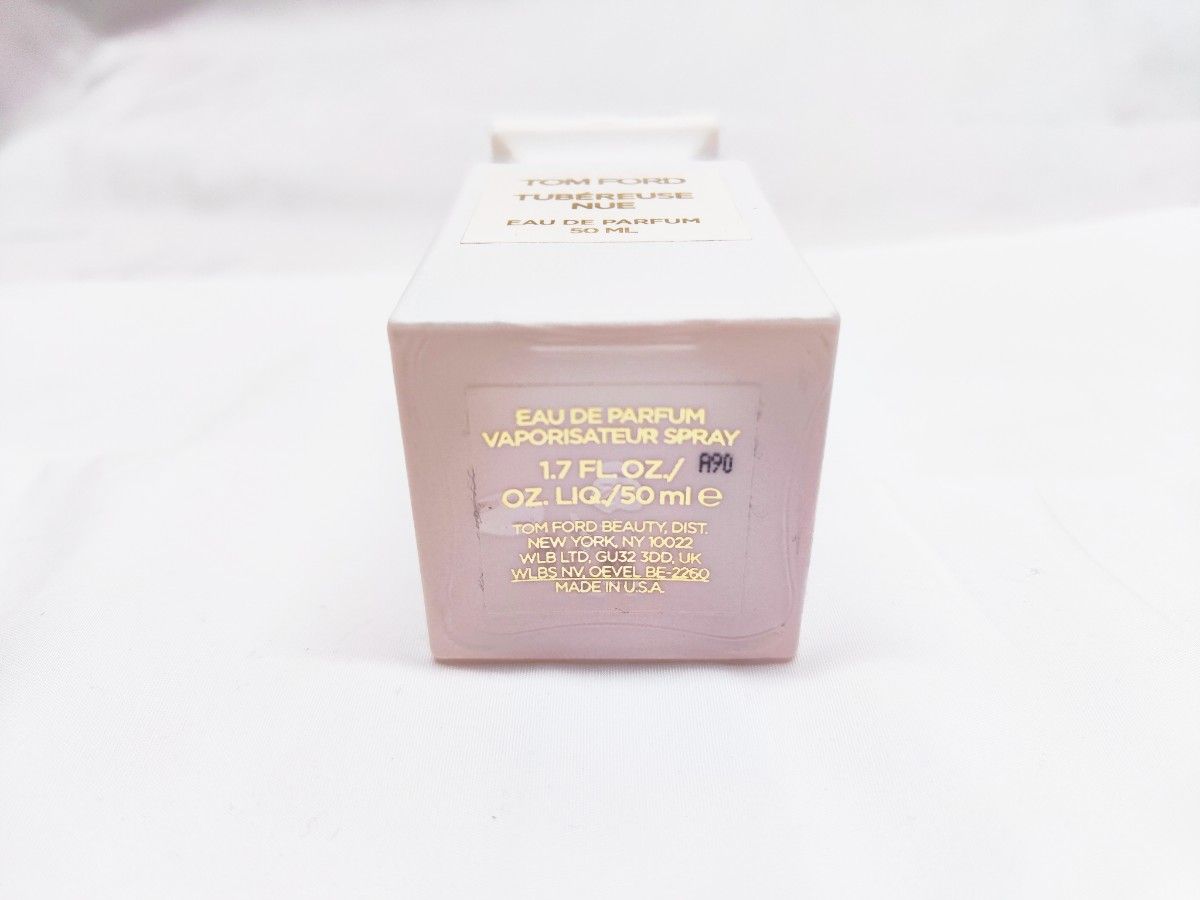 TOM FORD
TUBÉREUSE
NUE
EAU DE PARFUM
50 ML
EAU DE PARFUM
VAPORISATEUR SPRAY
1.7 FL. OZ./
A90
OZ. LIQ./50 ml ℮
TOM FORD BEAUTY, DIST.
NEW YORK, NY 10022
WLB LTD, GU32 3DD, UK
WLBS NV, OEVEL BE-2260
MADE IN U.S.A.